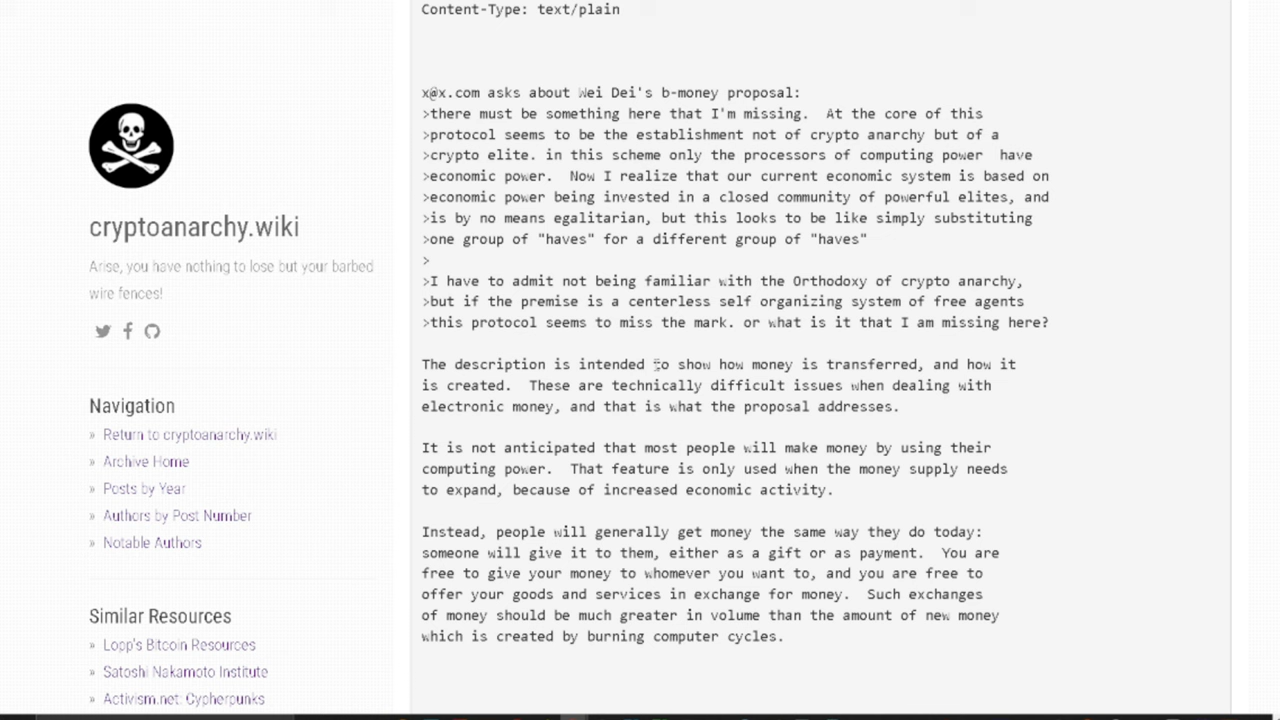 Content-Type: text/plain
x@x.com asks about Wei Dei's b-money proposal:
>there must be something here that I'm missing.  At the core of this
>protocol seems to be the establishment not of crypto anarchy but of a
>crypto elite. in this scheme only the processors of computing power  have
>economic power.  Now I realize that our current economic system is based on
>economic power being invested in a closed community of powerful elites, and
>is by no means egalitarian, but this looks to be like simply substituting
>one group of "haves" for a different group of "haves"
>
>I have to admit not being familiar with the Orthodoxy of crypto anarchy,
>but if the premise is a centerless self organizing system of free agents
>this protocol seems to miss the mark. or what is it that I am missing here?
The description is intended to show how money is transferred, and how it
is created.  These are technically difficult issues when dealing with
electronic money, and that is what the proposal addresses.
It is not anticipated that most people will make money by using their
computing power.  That feature is only used when the money supply needs
to expand, because of increased economic activity.
Instead, people will generally get money the same way they do today:
someone will give it to them, either as a gift or as payment.  You are
free to give your money to whomever you want to, and you are free to
offer your goods and services in exchange for money.  Such exchanges
of money should be much greater in volume than the amount of new money
which is created by burning computer cycles.
cryptoanarchy.wiki
Arise, you have nothing to lose but your barbed
wire fences!
Navigation
» Return to cryptoanarchy.wiki
» Archive Home
» Posts by Year
» Authors by Post Number
» Notable Authors
Similar Resources
» Lopp's Bitcoin Resources
» Satoshi Nakamoto Institute
» Activism.net: Cypherpunks